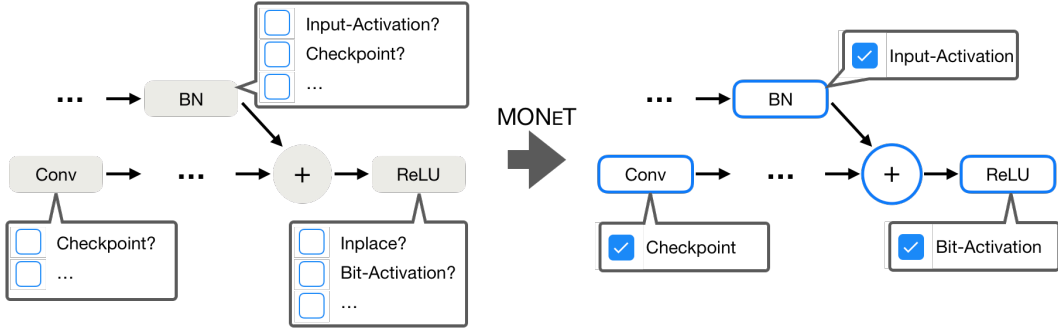 Input-Activation?
Checkpoint?
...
... BN
Conv ... + ReLU
Checkpoint?
...
Inplace?
Bit-Activation?
...
MONET
Input-Activation
... BN
Conv ... + ReLU
Checkpoint
Bit-Activation